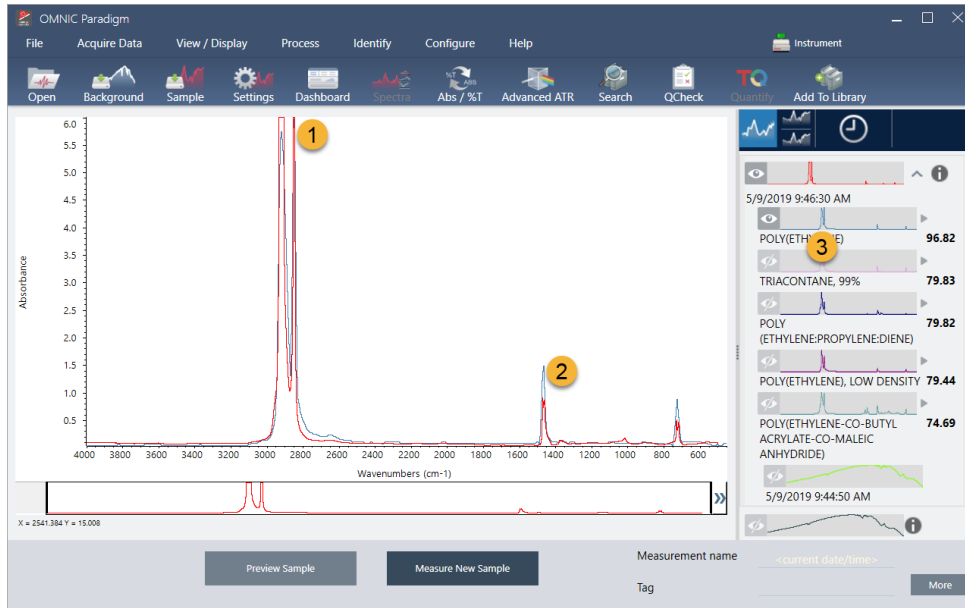 OMNIC Paradigm
File Acquire Data View / Display Process Identify Configure Help Instrument
%T ABS TQ
Open Background Sample Settings Dashboard Spectra Abs / %T Advanced ATR Search QCheck Quantify Add To Library
6.0
5.5
5.0
4.5
4.0
3.5
3.0
2.5
2.0
1.5
1.0
0.5
Absorbance
1
2
4000 3800 3600 3400 3200 3000 2800 2600 2400 2200 2000 1800 1600 1400 1200 1000 800 600
Wavenumbers (cm-1)
»
X = 2541.384 Y = 15.008
5/9/2019 9:46:30 AM
POLY(ETHYLENE) 96.82
3
TRIACONTANE, 99% 79.83
POLY 79.82
(ETHYLENE:PROPYLENE:DIENE)
POLY(ETHYLENE), LOW DENSITY 79.44
POLY(ETHYLENE-CO-BUTYL 74.69
ACRYLATE-CO-MALEIC
ANHYDRIDE)
5/9/2019 9:44:50 AM
Preview Sample Measure New Sample
Measurement name <current date/time>
Tag
More